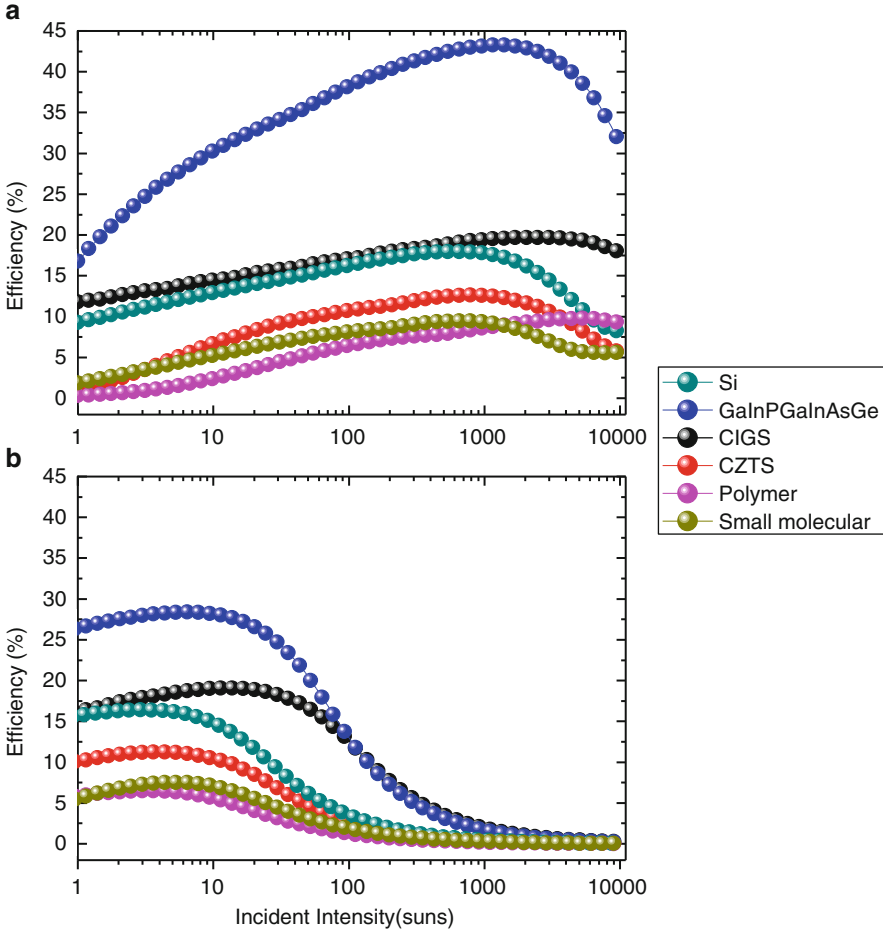 a
45
40
35
30
25
20
15
10
5
0
Efficiency (%)
1
10
100
1000
10000
b
45
40
35
30
25
20
15
10
5
0
Efficiency (%)
1
10
100
1000
10000
Incident Intensity(suns)
Si
GaInPGaInAsGe
CIGS
CZTS
Polymer
Small molecular